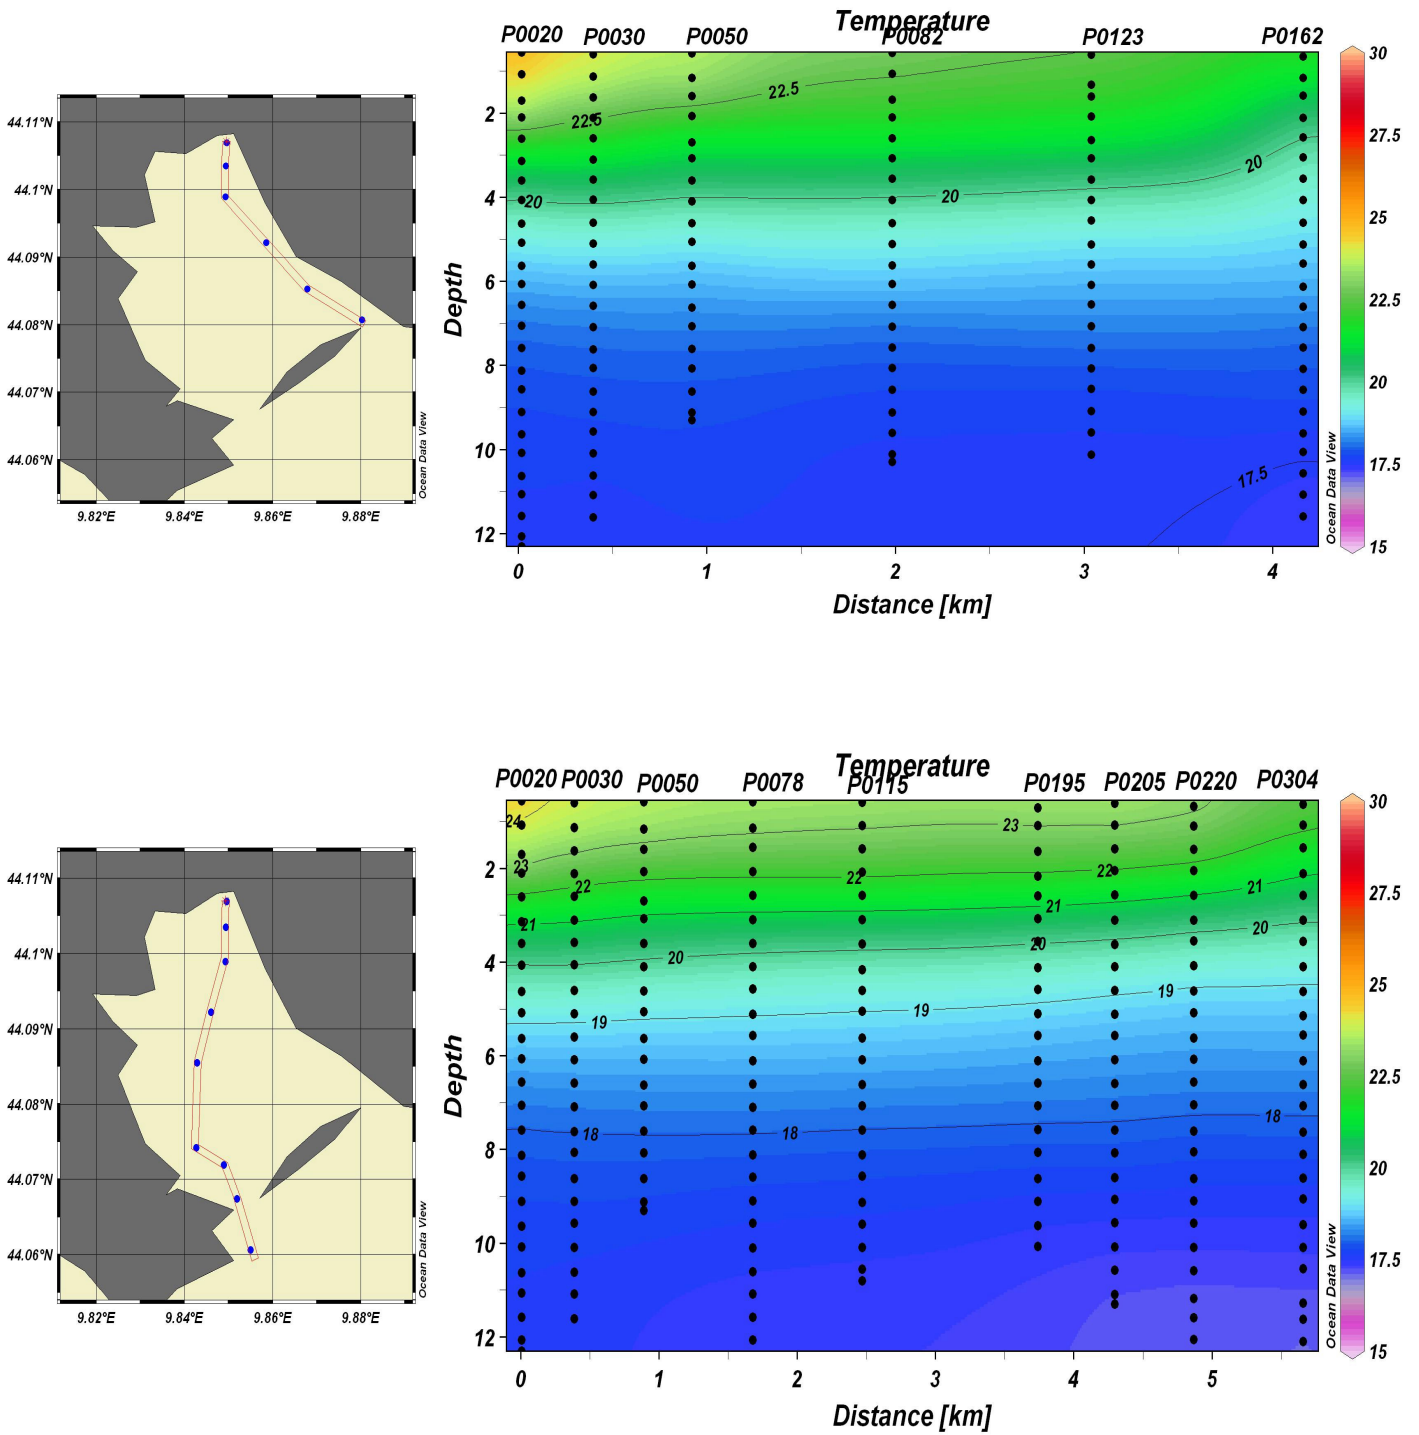 Temperature
P0020 P0030 P0050 P0082 P0123 P0162
44.11°N
44.1°N
44.09°N
44.08°N
44.07°N
44.06°N
9.82°E 9.84°E 9.86°E 9.88°E
Ocean Data View
Depth
2
4
6
8
10
12
22.5
22.5
20
20
20
17.5
0 1 2 3 4
Distance [km]
Ocean Data View
30
27.5
25
22.5
20
17.5
15
Temperature
P0020 P0030 P0050 P0078 P0115 P0195 P0205 P0220 P0304
44.11°N
44.1°N
44.09°N
44.08°N
44.07°N
44.06°N
9.82°E 9.84°E 9.86°E 9.88°E
Ocean Data View
Depth
2
4
6
8
10
12
24
23
23
22
22
22
21
21
21
20
20
20
19
19
19
18
18
18
0 1 2 3 4 5
Distance [km]
Ocean Data View
30
27.5
25
22.5
20
17.5
15